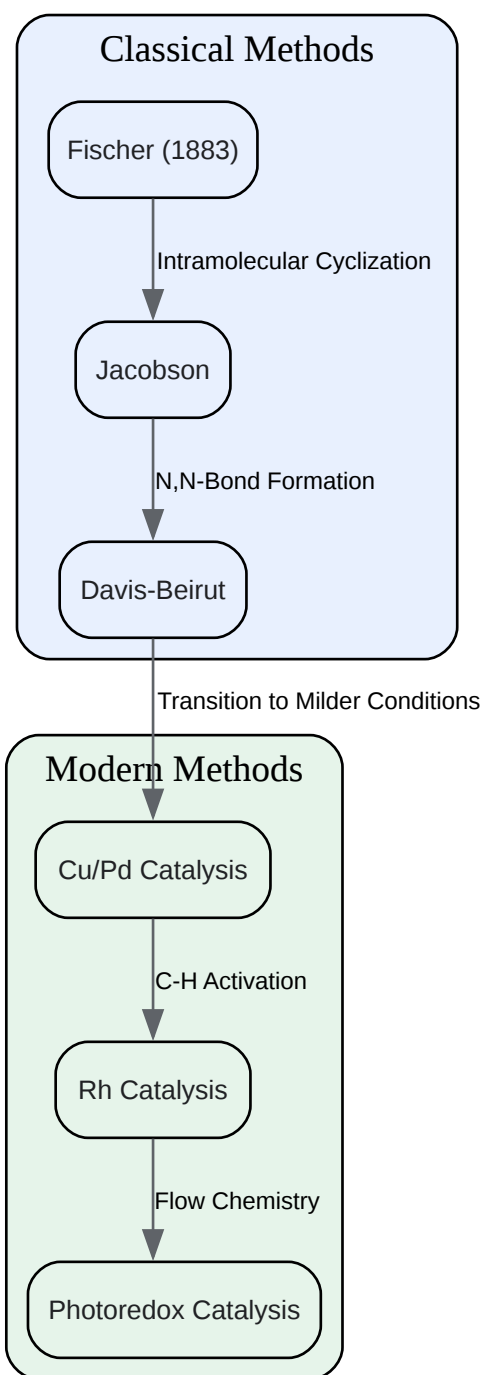 Classical Methods
Fischer (1883)
Intramolecular Cyclization
Jacobson
N,N-Bond Formation
Davis-Beirut
Transition to Milder Conditions
Modern Methods
Cu/Pd Catalysis
C-H Activation
Rh Catalysis
Flow Chemistry
Photoredox Catalysis